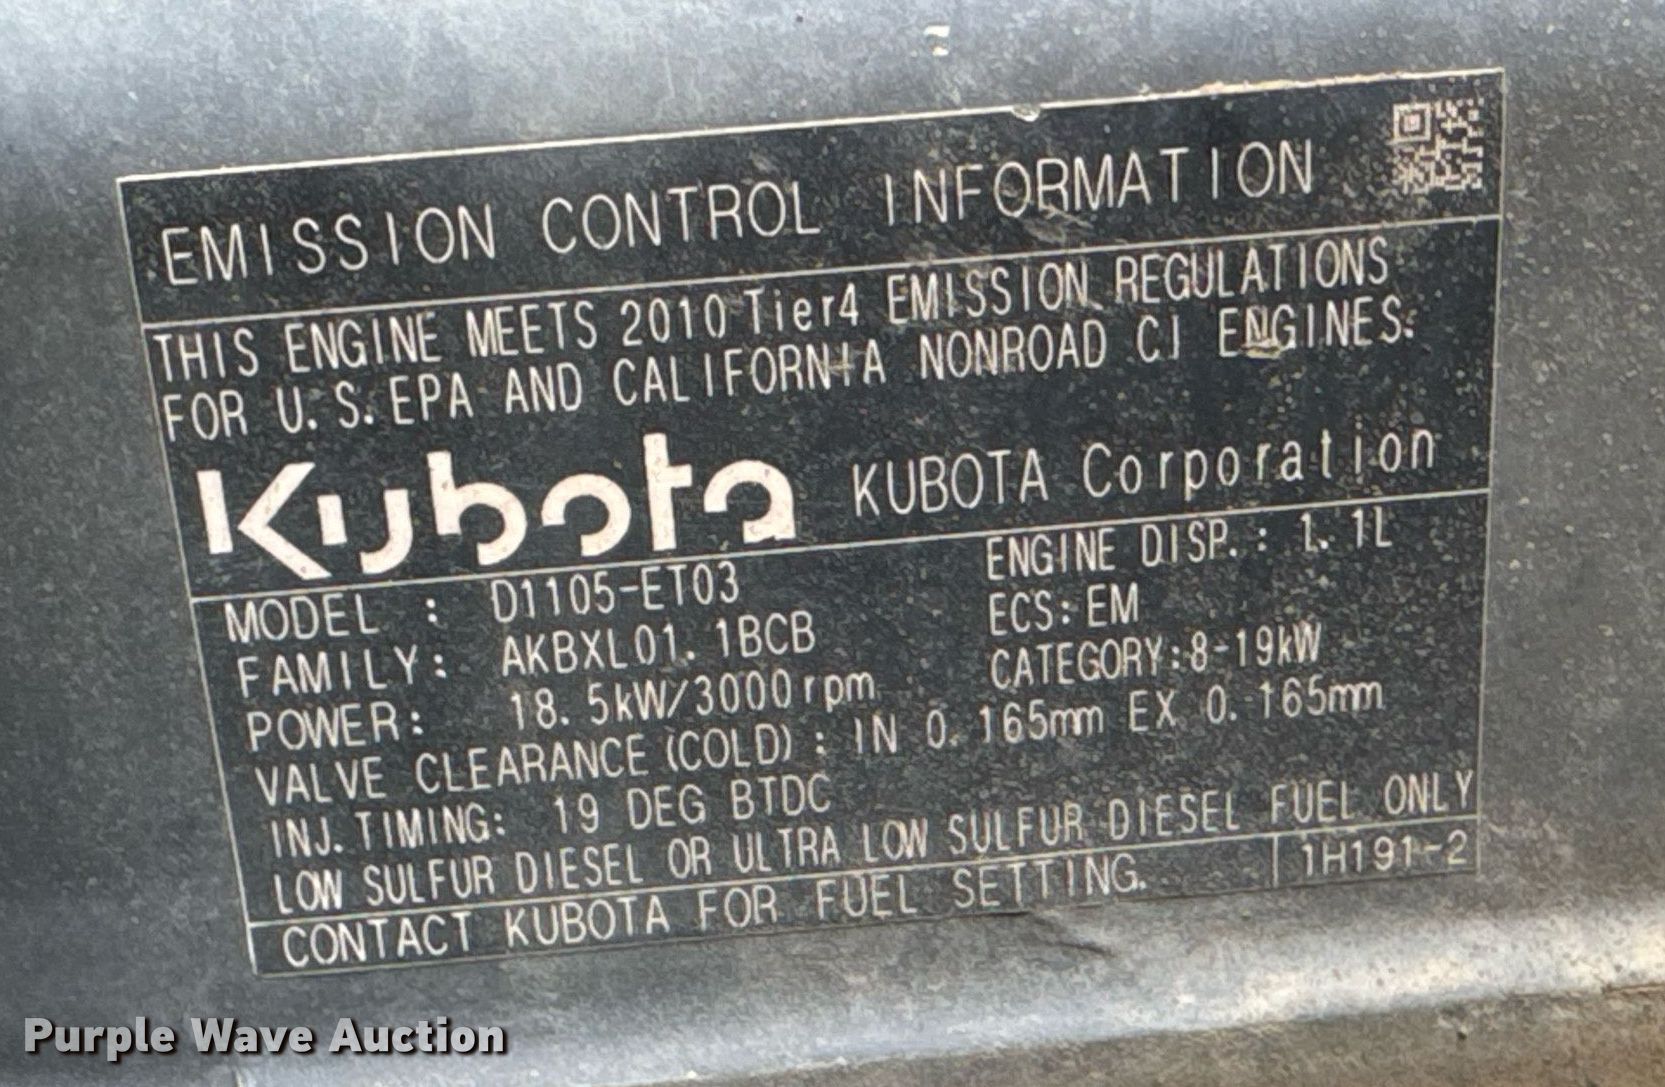 EMISSION CONTROL INFORMATION
THIS ENGINE MEETS 2010 Tier4 EMISSION REGULATIONS
FOR U.S.EPA AND CALIFORNIA NONROAD CI ENGINES.
Kubota KUBOTA Corporation
MODEL : D1105-ET03 ENGINE DISP.: 1.1L
FAMILY: AKBXL01.1BCB ECS: EM
POWER: 18.5kW/3000rpm CATEGORY:8-19kW
VALVE CLEARANCE (COLD) : IN 0.165mm EX 0.165mm
INJ.TIMING: 19 DEG BTDC
LOW SULFUR DIESEL OR ULTRA LOW SULFUR DIESEL FUEL ONLY
CONTACT KUBOTA FOR FUEL SETTING. 1H191-2
Purple Wave Auction